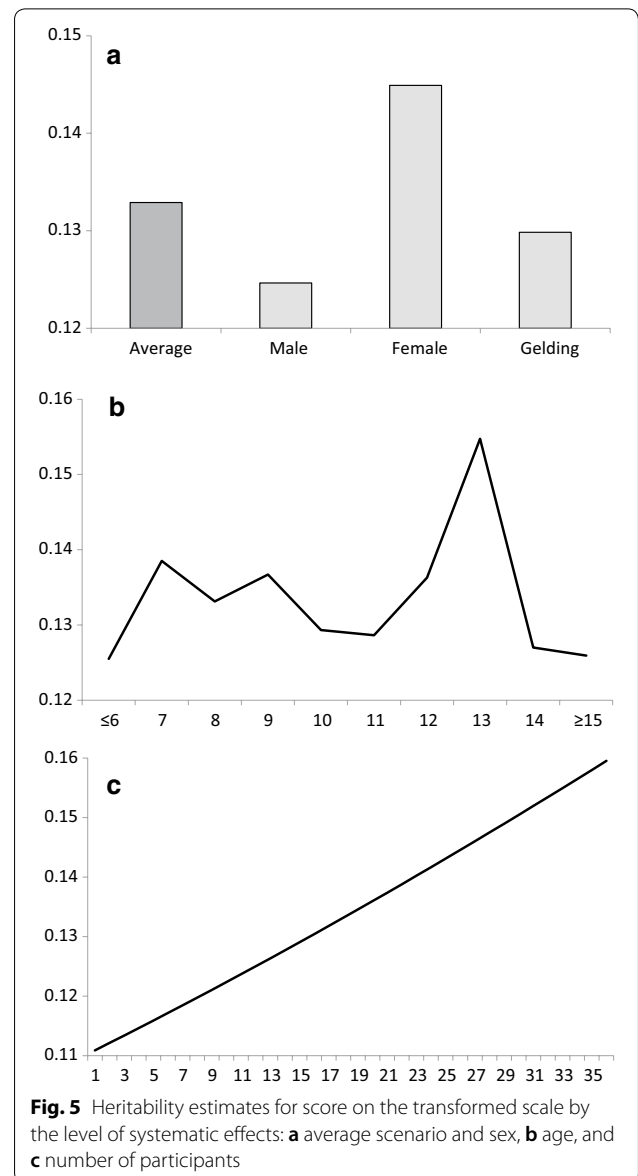 0.15
a
0.14
0.13
0.12
Average Male Female Gelding
0.16
b
0.15
0.14
0.13
0.12
≤6 7 8 9 10 11 12 13 14 ≥15
0.16
c
0.15
0.14
0.13
0.12
0.11
1 3 5 7 9 11 13 15 17 19 21 23 25 27 29 31 33 35
Fig. 5 Heritability estimates for score on the transformed scale by
the level of systematic effects: a average scenario and sex, b age, and
c number of participants